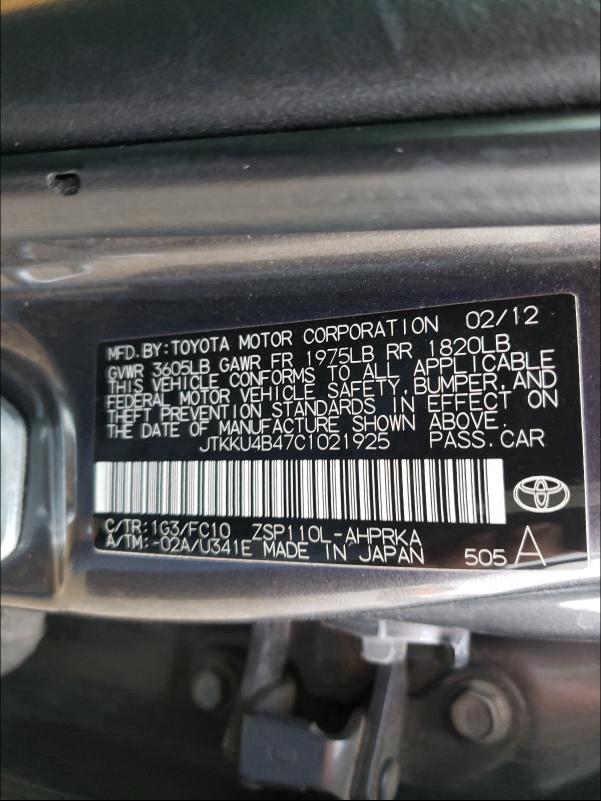 MFD.BY:TOYOTA MOTOR CORPORATION 02/12
GVWR 3605LB GAWR FR 1975LB RR 1820LB
THIS VEHICLE CONFORMS TO ALL APPLICABLE
FEDERAL MOTOR VEHICLE SAFETY, BUMPER, AND
THEFT PREVENTION STANDARDS IN EFFECT ON
THE DATE OF MANUFACTURE SHOWN ABOVE.
JTKKU4B47C1021925 PASS.CAR
C/TR:1G3/FC10 ZSP110L-AHPRKA
A/TM:-02A/U341E MADE IN JAPAN 505 A